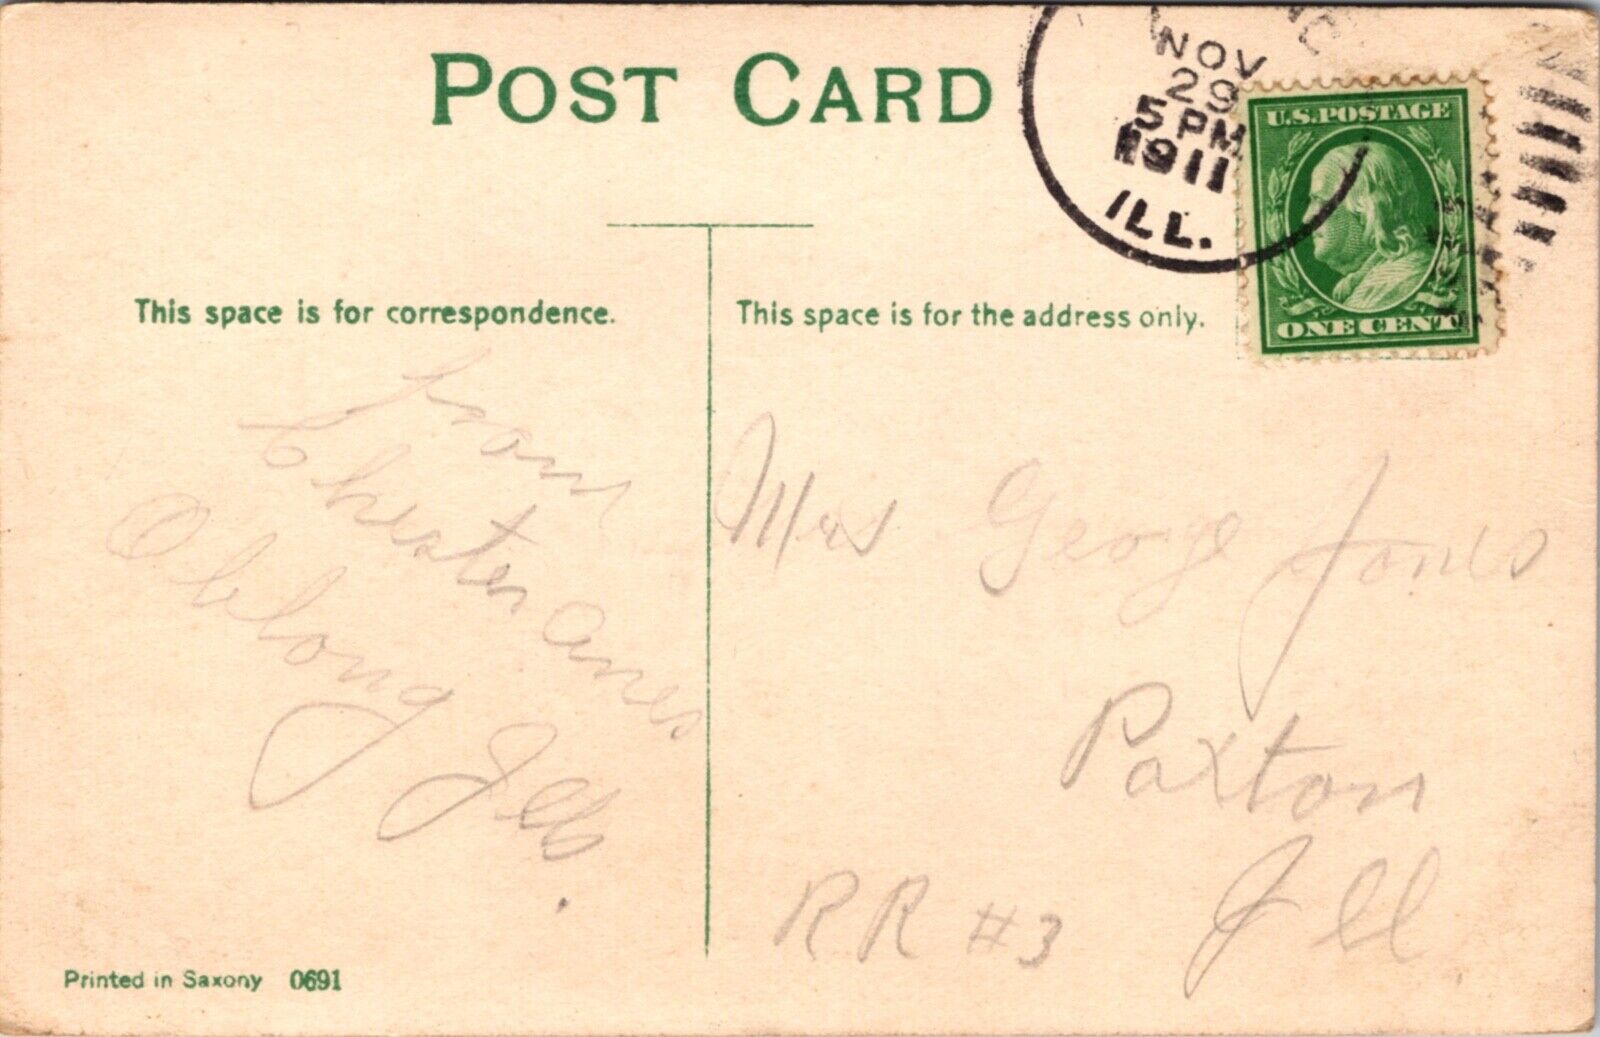 POST CARD
NOV
29
5 PM
1911
ILL.
U.S. POSTAGE
ONE CENT
This space is for correspondence.
This space is for the address only.
from
Chester Ames
Oblong Ills.
Mrs George Jones
Paxton
Ill
RR #3
Printed in Saxony 0691